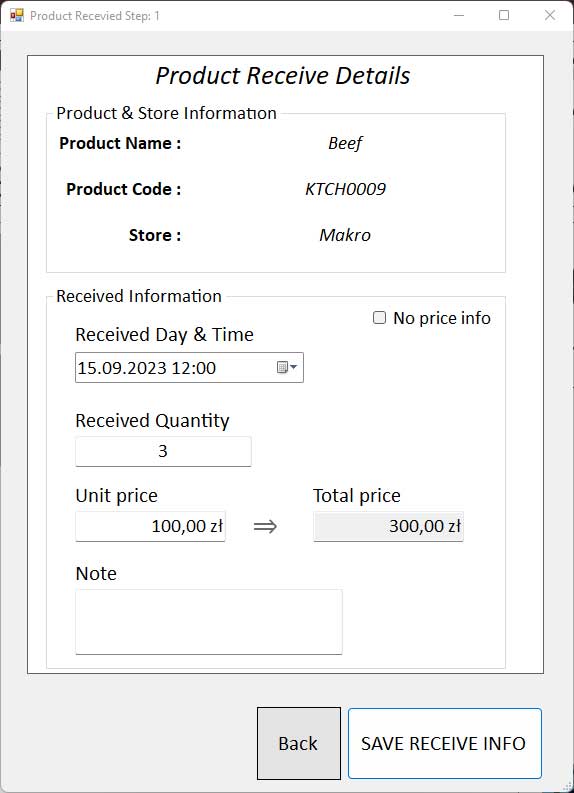 Product Recevied Step: 1
Product Receive Details
Product & Store Information
Product Name : Beef
Product Code : KTCH0009
Store : Makro
Received Information
No price info
Received Day & Time
15.09.2023 12:00
Received Quantity
3
Unit price Total price
100,00 zł ⇒ 300,00 zł
Note
Back SAVE RECEIVE INFO